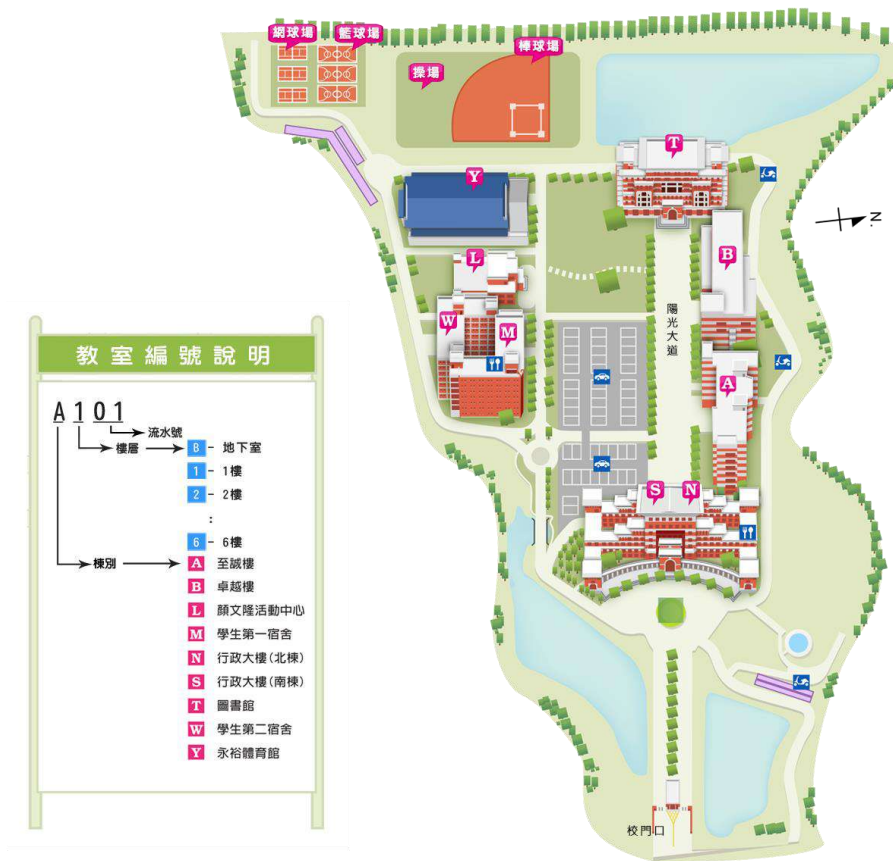 網球場
籃球場
棒球場
操場
T
Y
N.
B
L
W
M
陽光大道
A
S
N
校門口
教室編號說明
A 1 0 1
流水號
樓層
B - 地下室
1 - 1樓
2 - 2樓
:
6 - 6樓
棟別
A 至誠樓
B 卓越樓
L 顏文隆活動中心
M 學生第一宿舍
N 行政大樓(北棟)
S 行政大樓(南棟)
T 圖書館
W 學生第二宿舍
Y 永裕體育館